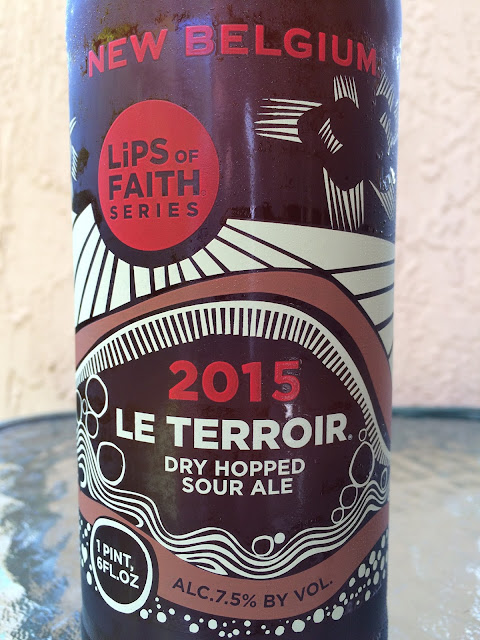 NEW BELGIUM
LiPS OF
FAITH
SERIES
2015
LE TERROIR®
DRY HOPPED
SOUR ALE
1 PINT,
6FL.OZ
ALC.7.5% BY VOL.